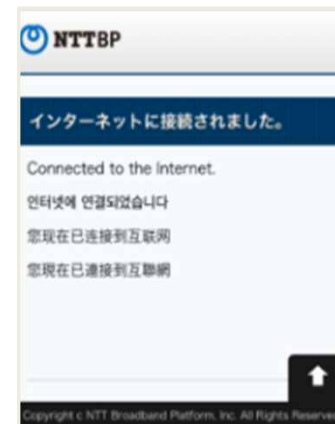 NTTBP
インターネットに接続されました。
Connected to the Internet.
인터넷에 연결되었습니다
您现在已连接到互联网
您現在已連接到互聯網
Copyright c NTT Broadband Platform, Inc. All Rights Reserved